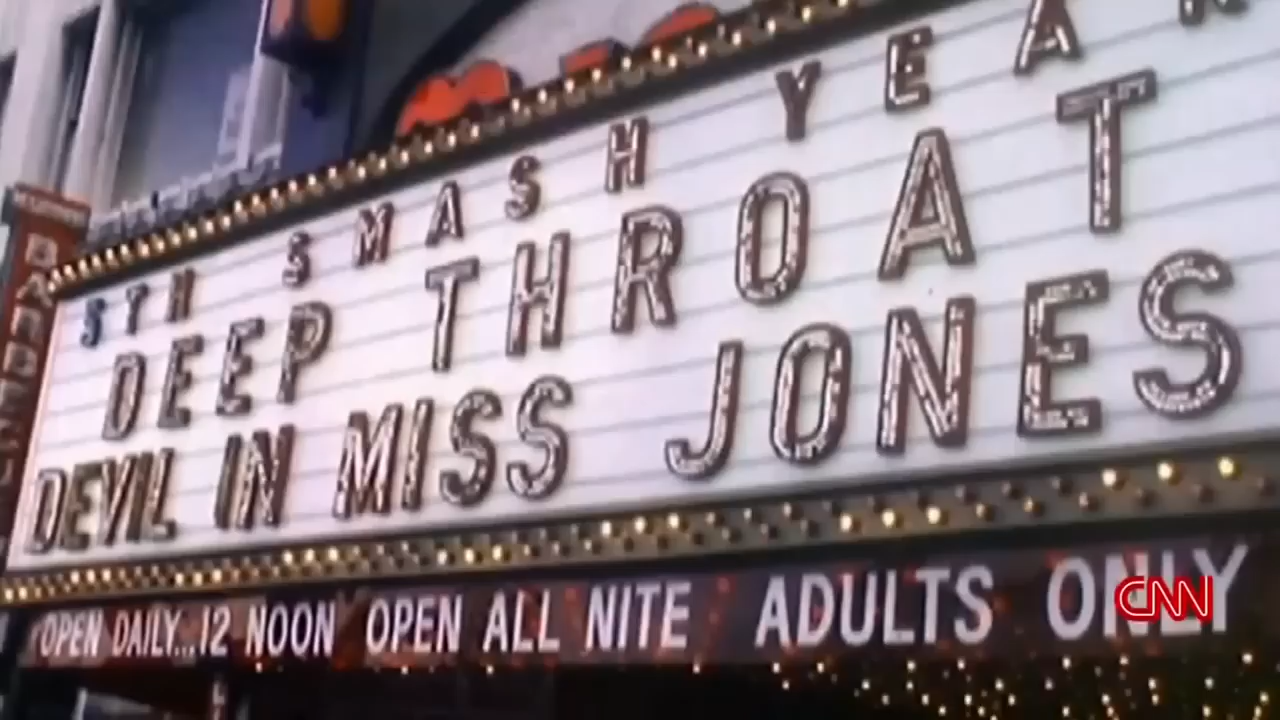 5TH SMASH YEAR
DEEP THROAT
DEVIL IN MISS JONES
OPEN DAILY...12 NOON OPEN ALL NITE ADULTS ONLY
CNN